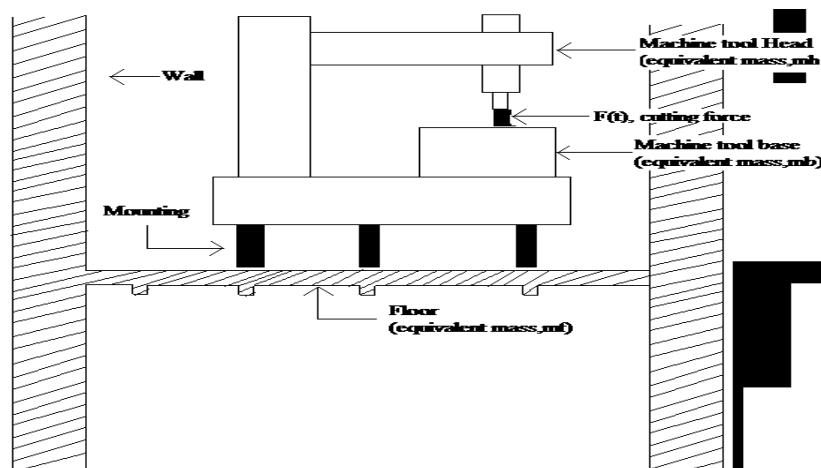 Machine tool Head
(equivalent mass,mh
Wall
F(t), cutting force
Machine tool base
(equivalent mass,mb)
Mounting
Floor
(equivalent mass,mf)